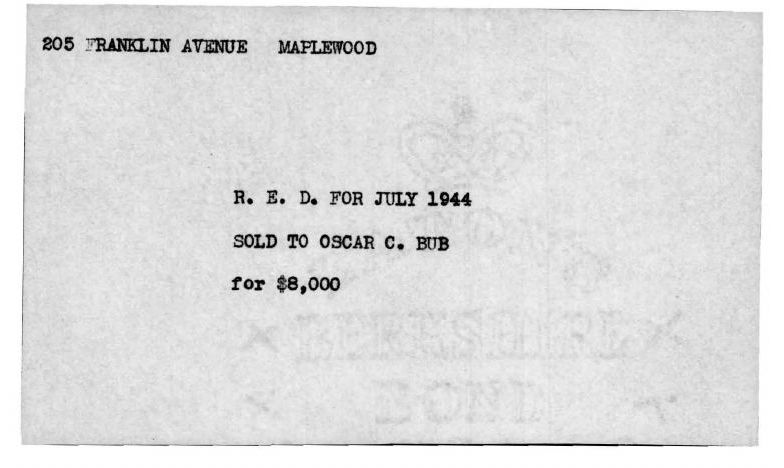 205 FRANKLIN AVENUE MAPLEWOOD
R. E. D. FOR JULY 1944
SOLD TO OSCAR C. BUB
for $8,000